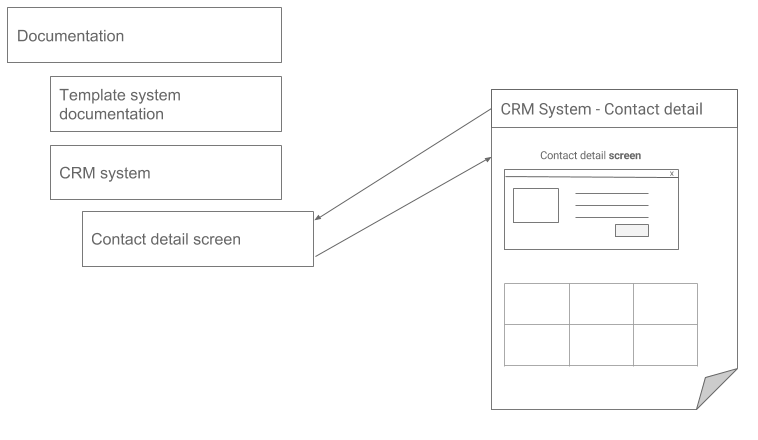 Documentation
Template system
documentation
CRM system
Contact detail screen
CRM System - Contact detail
Contact detail screen
x